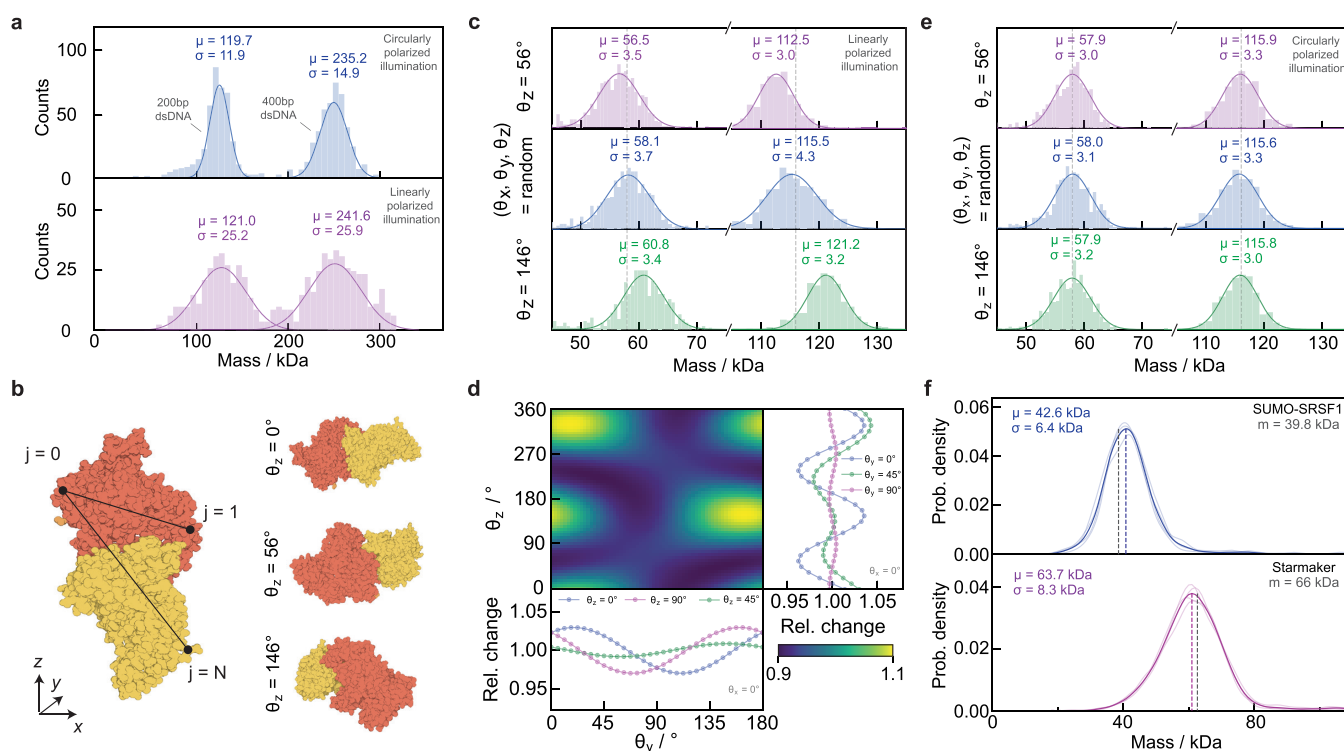 a
Counts
100
50
0
Circularly
polarized
illumination
μ = 119.7
σ = 11.9
μ = 235.2
σ = 14.9
200bp
dsDNA
400bp
dsDNA
Counts
50
25
0
Linearly
polarized
illumination
μ = 121.0
σ = 25.2
μ = 241.6
σ = 25.9
0 100 200 300
Mass / kDa
b
j = 0
j = 1
j = N
z
y
x
θz = 0°
θz = 56°
θz = 146°
c
θz = 56°
μ = 56.5
σ = 3.5
μ = 112.5
σ = 3.0
Linearly
polarized
illumination
(θx, θy, θz)
= random
μ = 58.1
σ = 3.7
μ = 115.5
σ = 4.3
θz = 146°
μ = 60.8
σ = 3.4
μ = 121.2
σ = 3.2
50 60 70 110 120 130
Mass / kDa
d
θz / °
360
270
180
90
0
θy = 0°
θy = 45°
θy = 90°
θx = 0°
0.95 1.00 1.05
Rel. change
0.9 1.1
Rel. change
1.05
1.00
0.95
θz = 0° θz = 90° θz = 45°
θx = 0°
0 45 90 135 180
θy / °
e
θz = 56°
μ = 57.9
σ = 3.0
μ = 115.9
σ = 3.3
Circularly
polarized
illumination
(θx, θy, θz)
= random
μ = 58.0
σ = 3.1
μ = 115.6
σ = 3.3
θz = 146°
μ = 57.9
σ = 3.2
μ = 115.8
σ = 3.0
50 60 70 110 120 130
Mass / kDa
f
Prob. density
0.06
0.04
0.02
0.00
μ = 42.6 kDa
σ = 6.4 kDa
SUMO-SRSF1
m = 39.8 kDa
Prob. density
0.04
0.02
0.00
μ = 63.7 kDa
σ = 8.3 kDa
Starmaker
m = 66 kDa
0 40 80
Mass / kDa